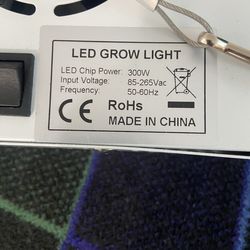 LED GROW LIGHT
LED Chip Power: 300W
Input Voltage: 85-265Vac
Frequency: 50-60Hz
CE RoHs
MADE IN CHINA